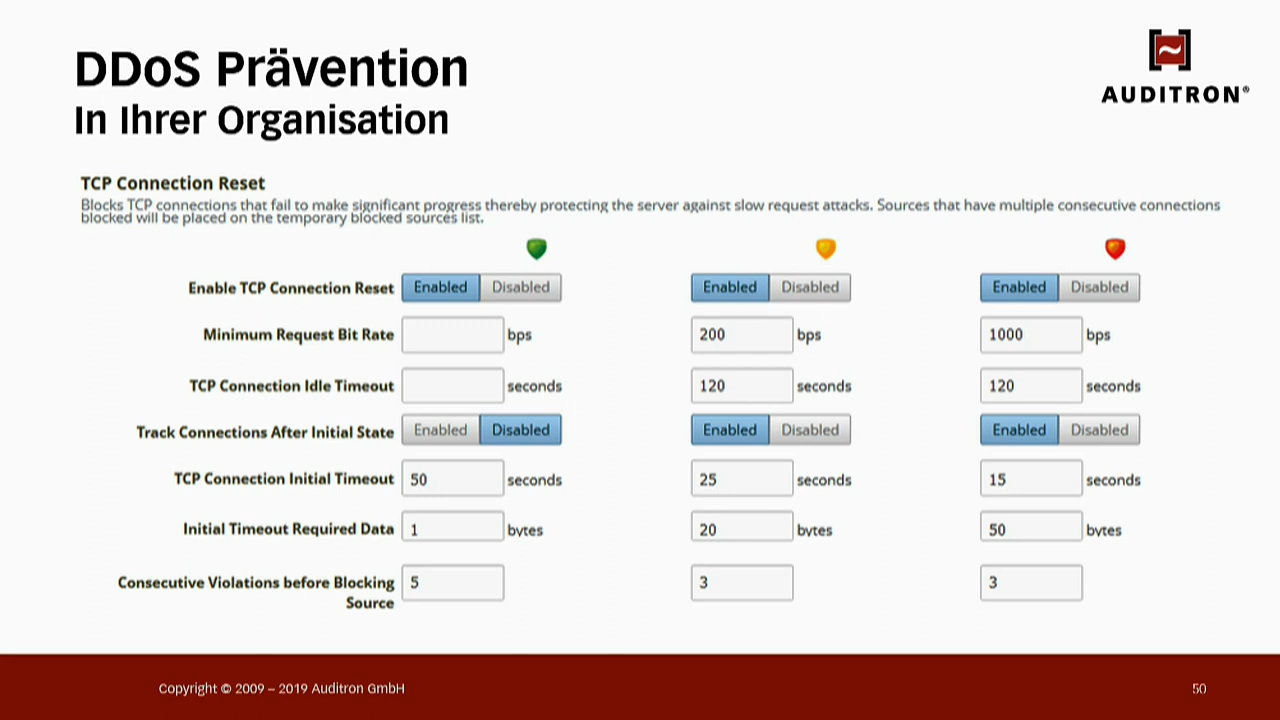 DDoS Prävention
In Ihrer Organisation
AUDITRON®
TCP Connection Reset
Blocks TCP connections that fail to make significant progress thereby protecting the server against slow request attacks. Sources that have multiple consecutive connections
blocked will be placed on the temporary blocked sources list.
Enable TCP Connection Reset Enabled Disabled Enabled Disabled Enabled Disabled
Minimum Request Bit Rate bps 200 bps 1000 bps
TCP Connection Idle Timeout seconds 120 seconds 120 seconds
Track Connections After Initial State Enabled Disabled Enabled Disabled Enabled Disabled
TCP Connection Initial Timeout 50 seconds 25 seconds 15 seconds
Initial Timeout Required Data 1 bytes 20 bytes 50 bytes
Consecutive Violations before Blocking 5 3 3
Source
Copyright © 2009 – 2019 Auditron GmbH 50